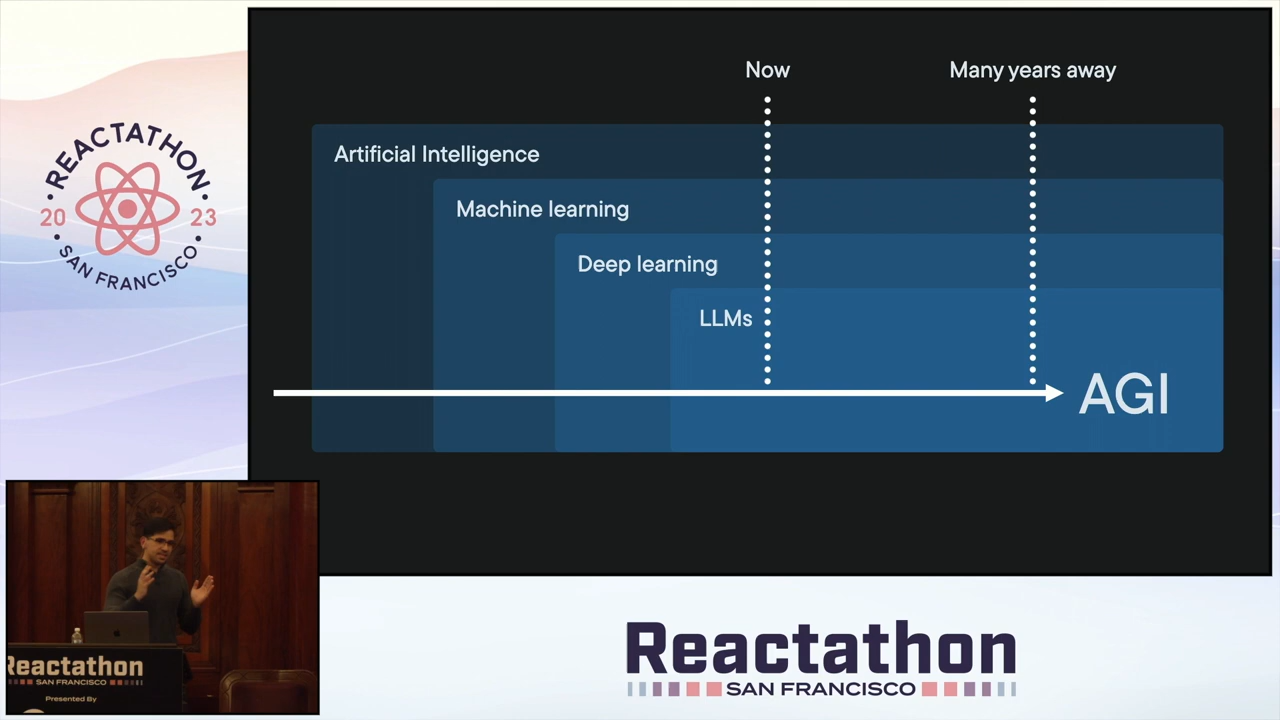 REACTATHON
20 23
SAN FRANCISCO
Now
Many years away
Artificial Intelligence
Machine learning
Deep learning
LLMs
AGI
Reactathon
SAN FRANCISCO
Presented By
Reactathon
SAN FRANCISCO